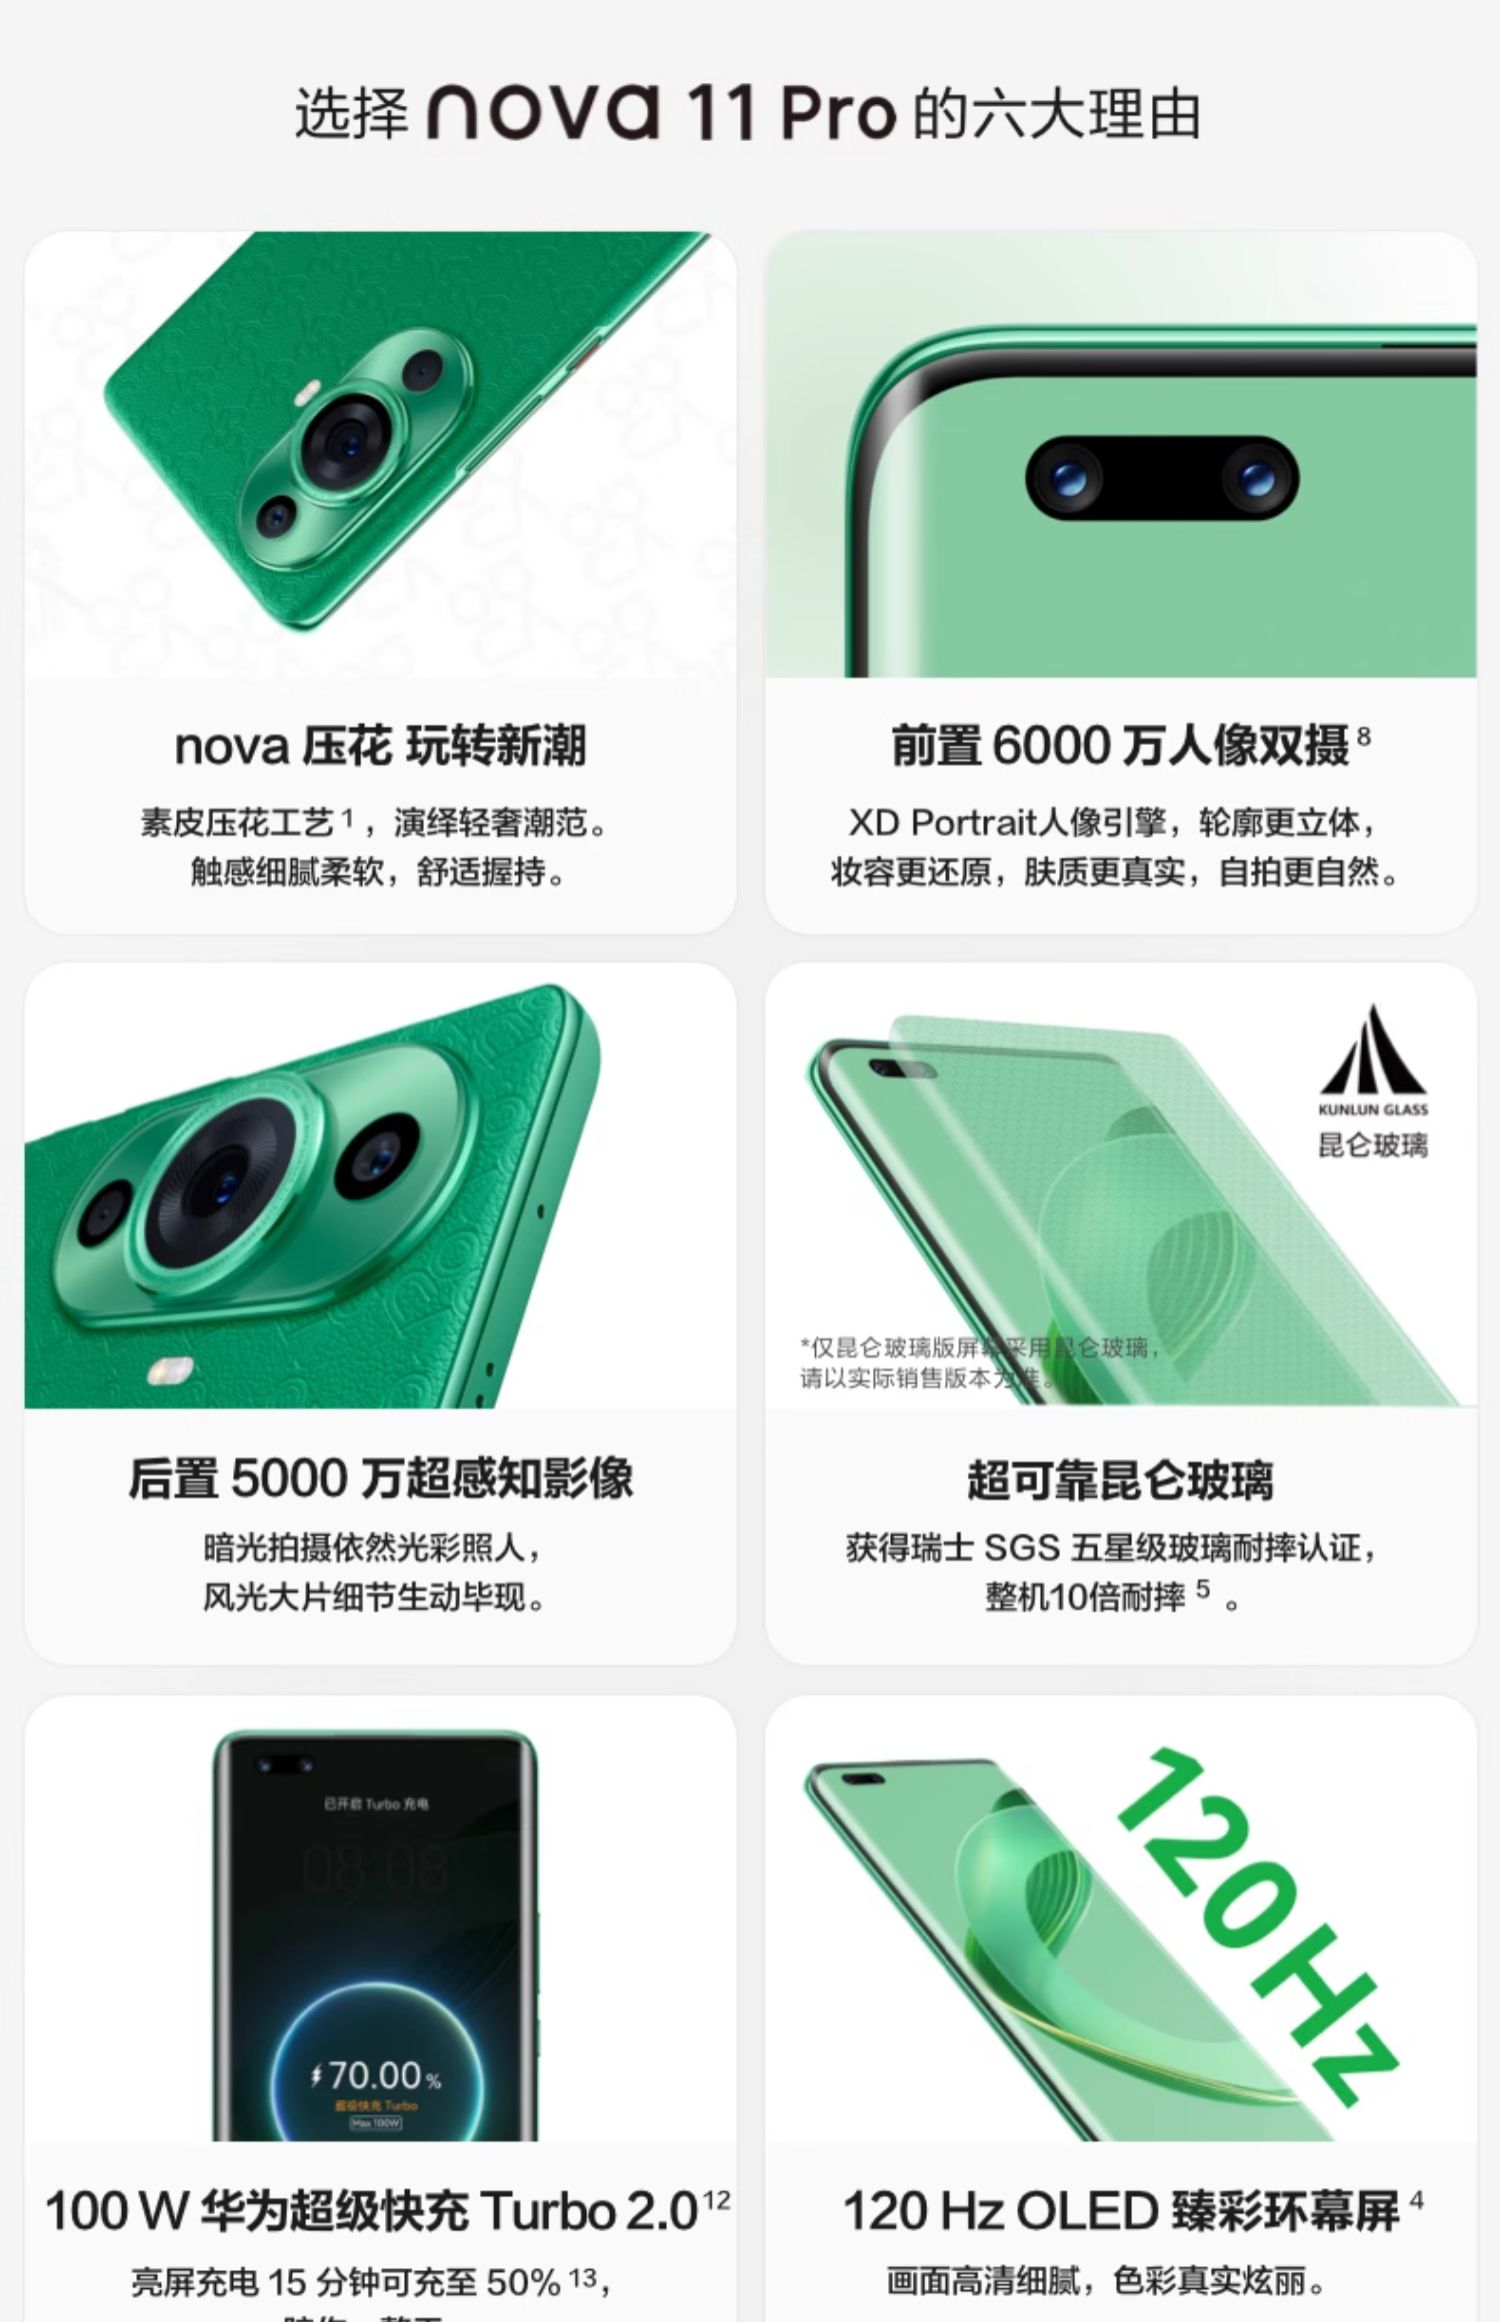 选择 nova 11 Pro 的六大理由
nova 压花 玩转新潮
素皮压花工艺1，演绎轻奢潮范。
触感细腻柔软，舒适握持。
前置 6000 万人像双摄8
XD Portrait人像引擎，轮廓更立体，
妆容更还原，肤质更真实，自拍更自然。
后置 5000 万超感知影像
暗光拍摄依然光彩照人，
风光大片细节生动毕现。
KUNLUN GLASS
昆仑玻璃
*仅昆仑玻璃版屏幕采用昆仑玻璃，
请以实际销售版本为准。
超可靠昆仑玻璃
获得瑞士 SGS 五星级玻璃耐摔认证，
整机10倍耐摔5。
已开启 Turbo 充电
08:08
70.00%
超级快充 Turbo
Max 100W
100 W 华为超级快充 Turbo 2.012
亮屏充电 15 分钟可充至 50%13，
120Hz
120 Hz OLED 臻彩环幕屏4
画面高清细腻，色彩真实炫丽。